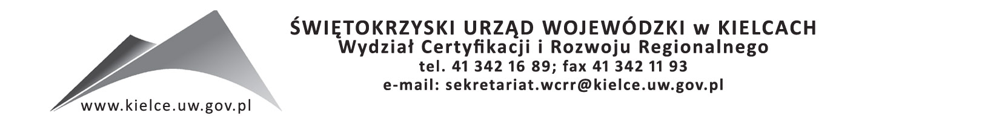 ŚWIĘTOKRZYSKI URZĄD WOJEWÓDZKI w KIELCACH
Wydział Certyfikacji i Rozwoju Regionalnego
tel. 41 342 16 89; fax 41 342 11 93
e-mail: sekretariat.wcrr@kielce.uw.gov.pl
www.kielce.uw.gov.pl